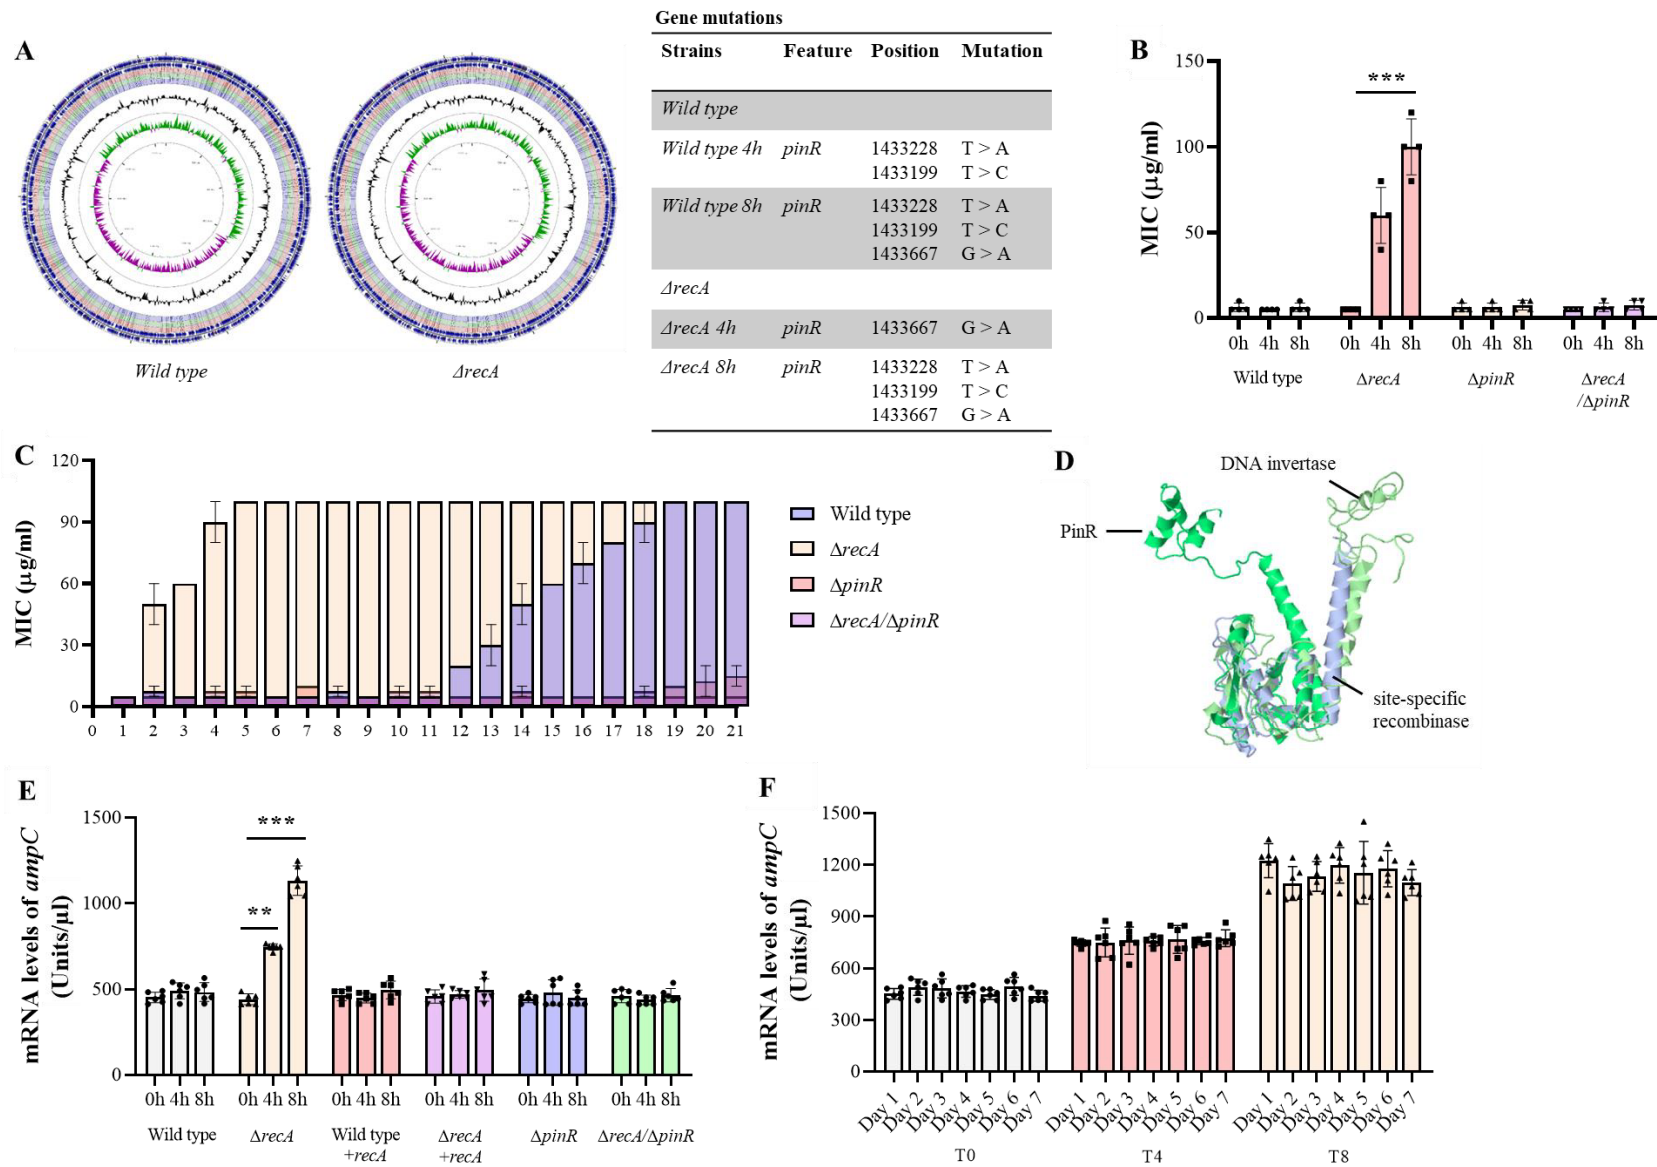 A
Wild type
ΔrecA
Gene mutations
Strains Feature Position Mutation
Wild type
Wild type 4h pinR 1433228 T > A
1433199 T > C
Wild type 8h pinR 1433228 T > A
1433199 T > C
1433667 G > A
ΔrecA
ΔrecA 4h pinR 1433667 G > A
ΔrecA 8h pinR 1433228 T > A
1433199 T > C
1433667 G > A
B
MIC (μg/ml)
150
100
50
0
***
0h 4h 8h 0h 4h 8h 0h 4h 8h 0h 4h 8h
Wild type ΔrecA ΔpinR ΔrecA
/ΔpinR
C
MIC (μg/ml)
120
90
60
30
0
0 1 2 3 4 5 6 7 8 9 10 11 12 13 14 15 16 17 18 19 20 21
Wild type
ΔrecA
ΔpinR
ΔrecA/ΔpinR
D
DNA invertase
PinR
site-specific
recombinase
E
mRNA levels of ampC
(Units/μl)
1500
1000
500
0
***
**
0h 4h 8h 0h 4h 8h 0h 4h 8h 0h 4h 8h 0h 4h 8h 0h 4h 8h
Wild type ΔrecA Wild type ΔrecA ΔpinR ΔrecA/ΔpinR
+recA +recA
F
mRNA levels of ampC
(Units/μl)
1500
1200
900
600
300
0
Day 1 Day 2 Day 3 Day 4 Day 5 Day 6 Day 7 Day 1 Day 2 Day 3 Day 4 Day 5 Day 6 Day 7 Day 1 Day 2 Day 3 Day 4 Day 5 Day 6 Day 7
T0 T4 T8